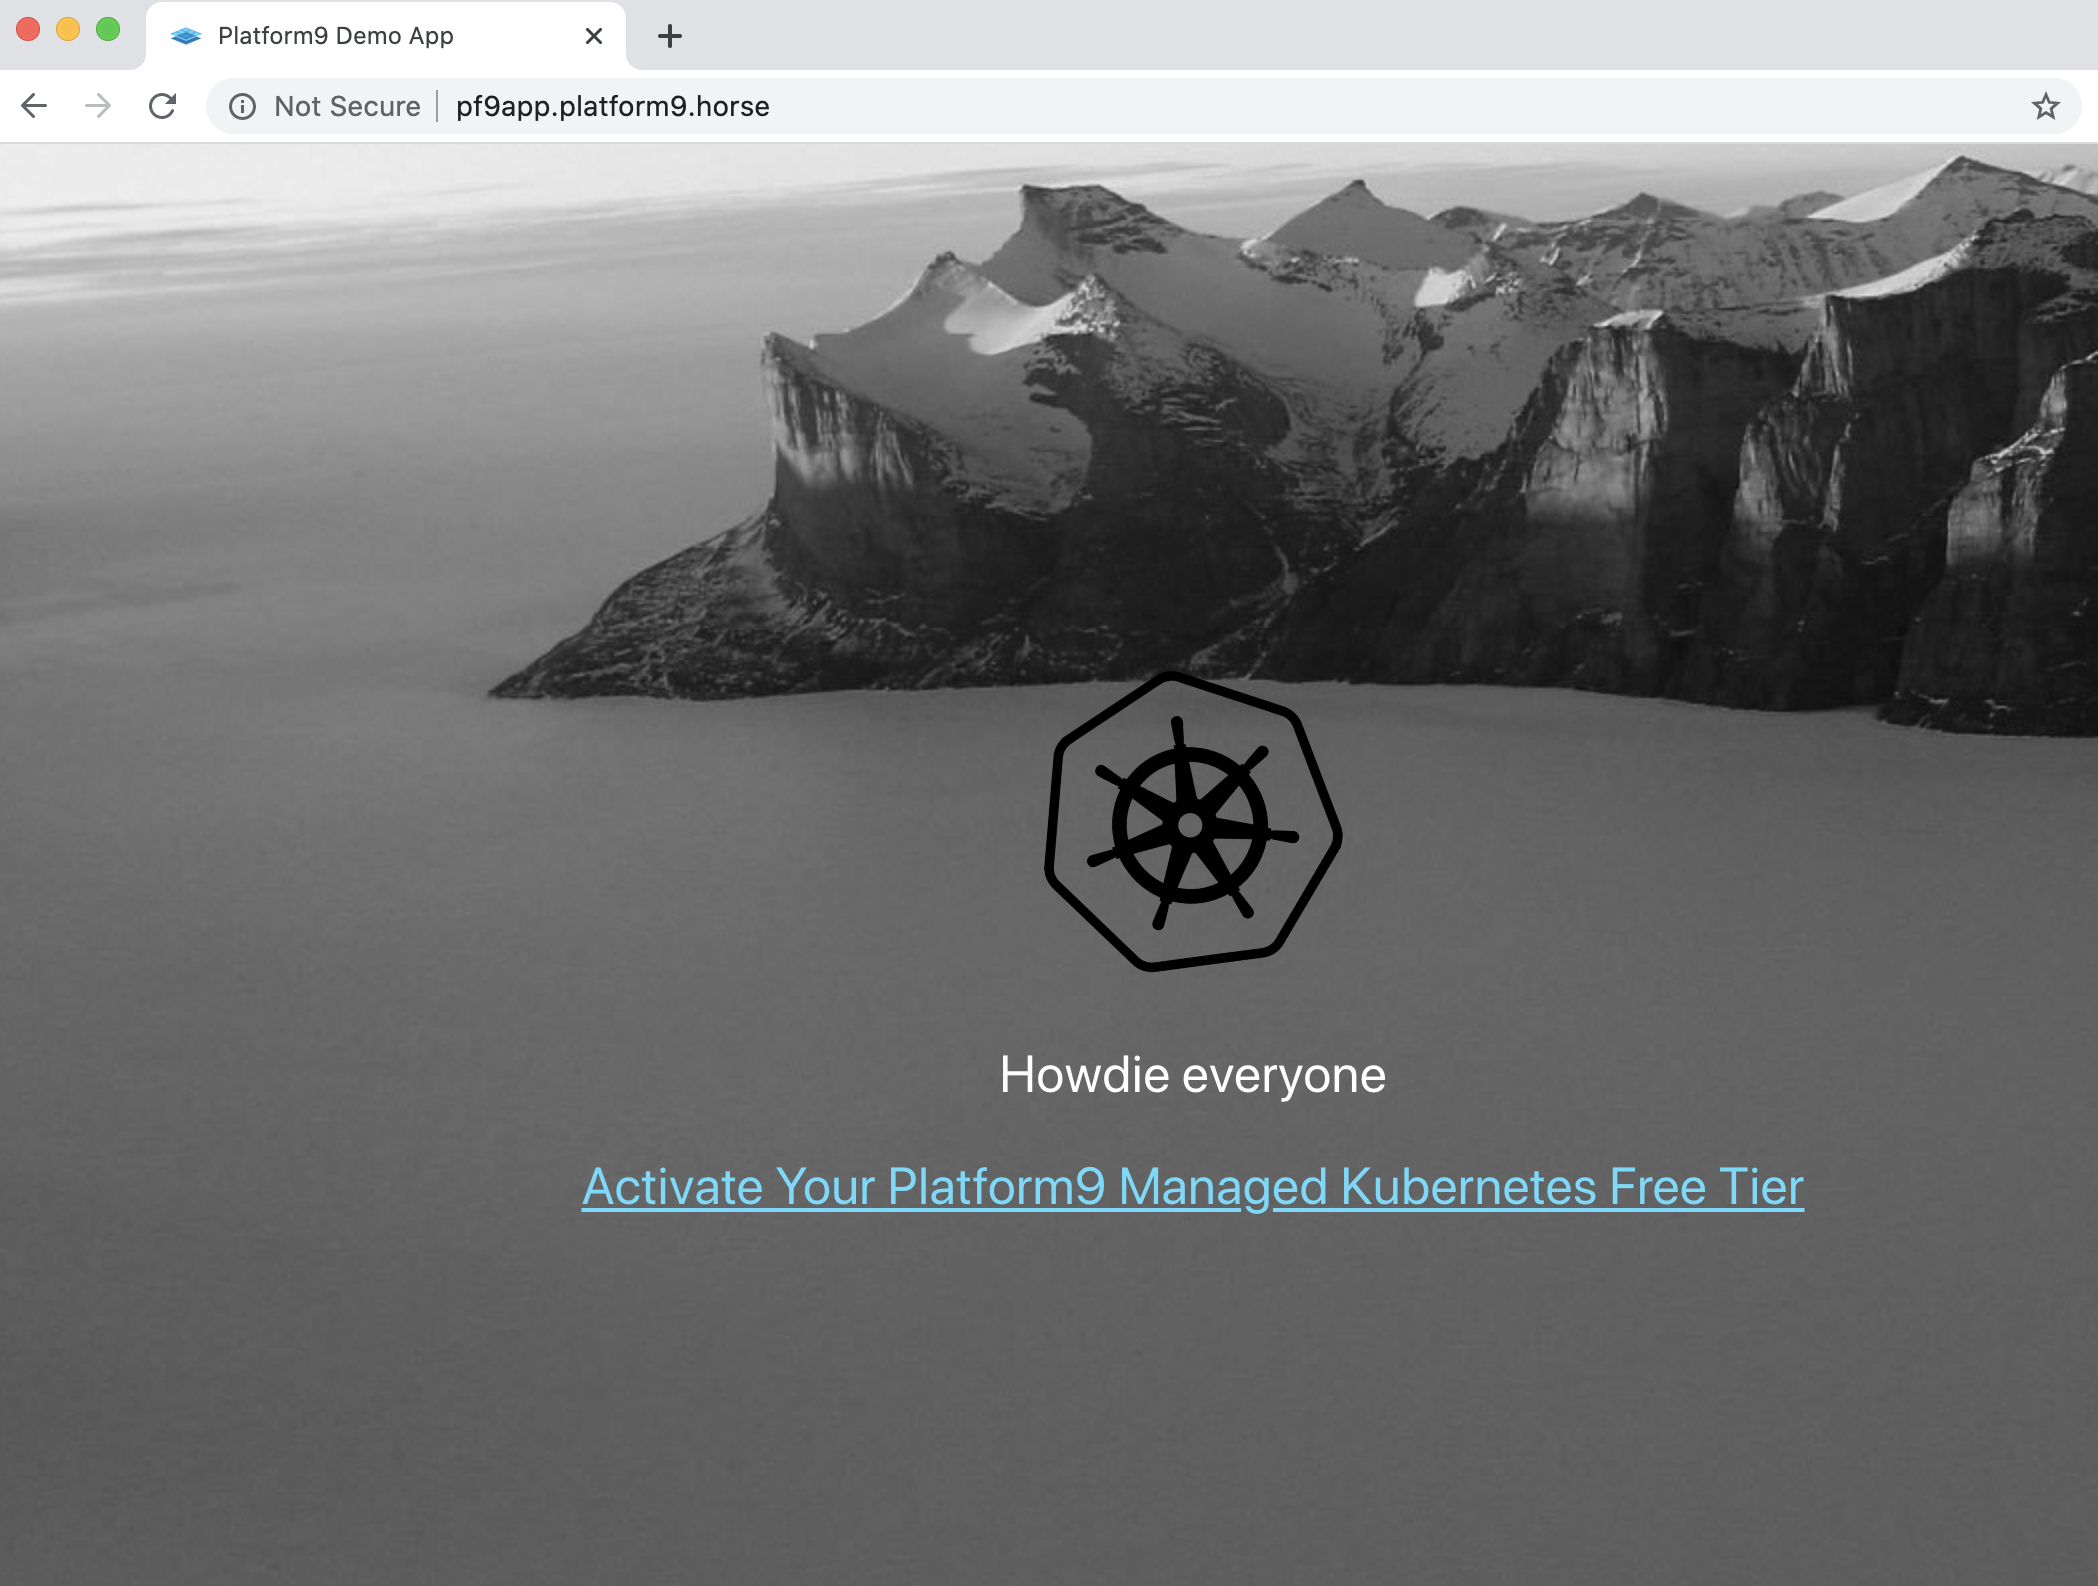 Platform9 Demo App
Not Secure
pf9app.platform9.horse
Howdie everyone
Activate Your Platform9 Managed Kubernetes Free Tier